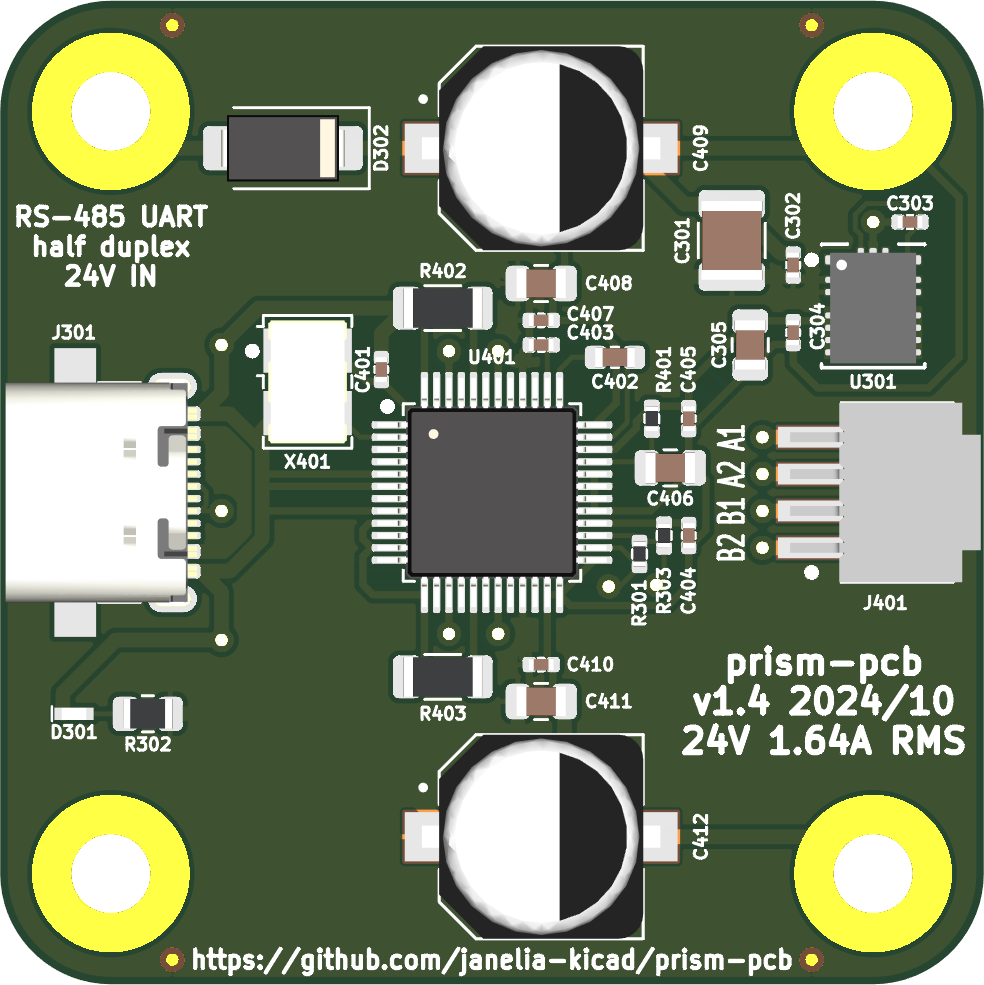 D302
C409
RS-485 UART
half duplex
24V IN
C303
C302
C301
R402
C408
C407
C403
C304
C305
J301
U401
C401
C402
R401
C405
U301
X401
A1
A2
B1
B2
C406
R301
R303
C404
J401
prism-pcb
v1.4 2024/10
24V 1.64A RMS
C410
C411
R403
D301
R302
C412
https://github.com/janelia-kicad/prism-pcb